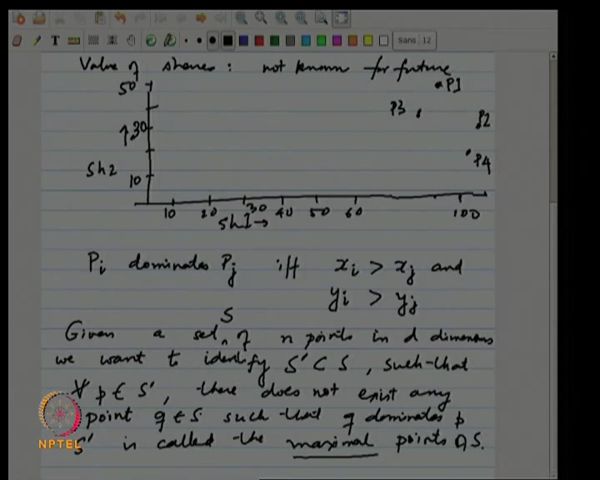 Sans 12
Value of shares : not known for future
50
P1
P3
30
P2
Sh2
P4
10
10 20 30 40 50 60 100
Sh1→
Pi dominates Pj iff xi > xj and
yi > yj
S
Given a set ^ of n points in d dimensions
we want t identify S' ⊂ S, such-that
∀ p ∈ S', there does not exist any
point q ∈ S such-that q dominates p
S' is called the maximal points of S.
NPTEL